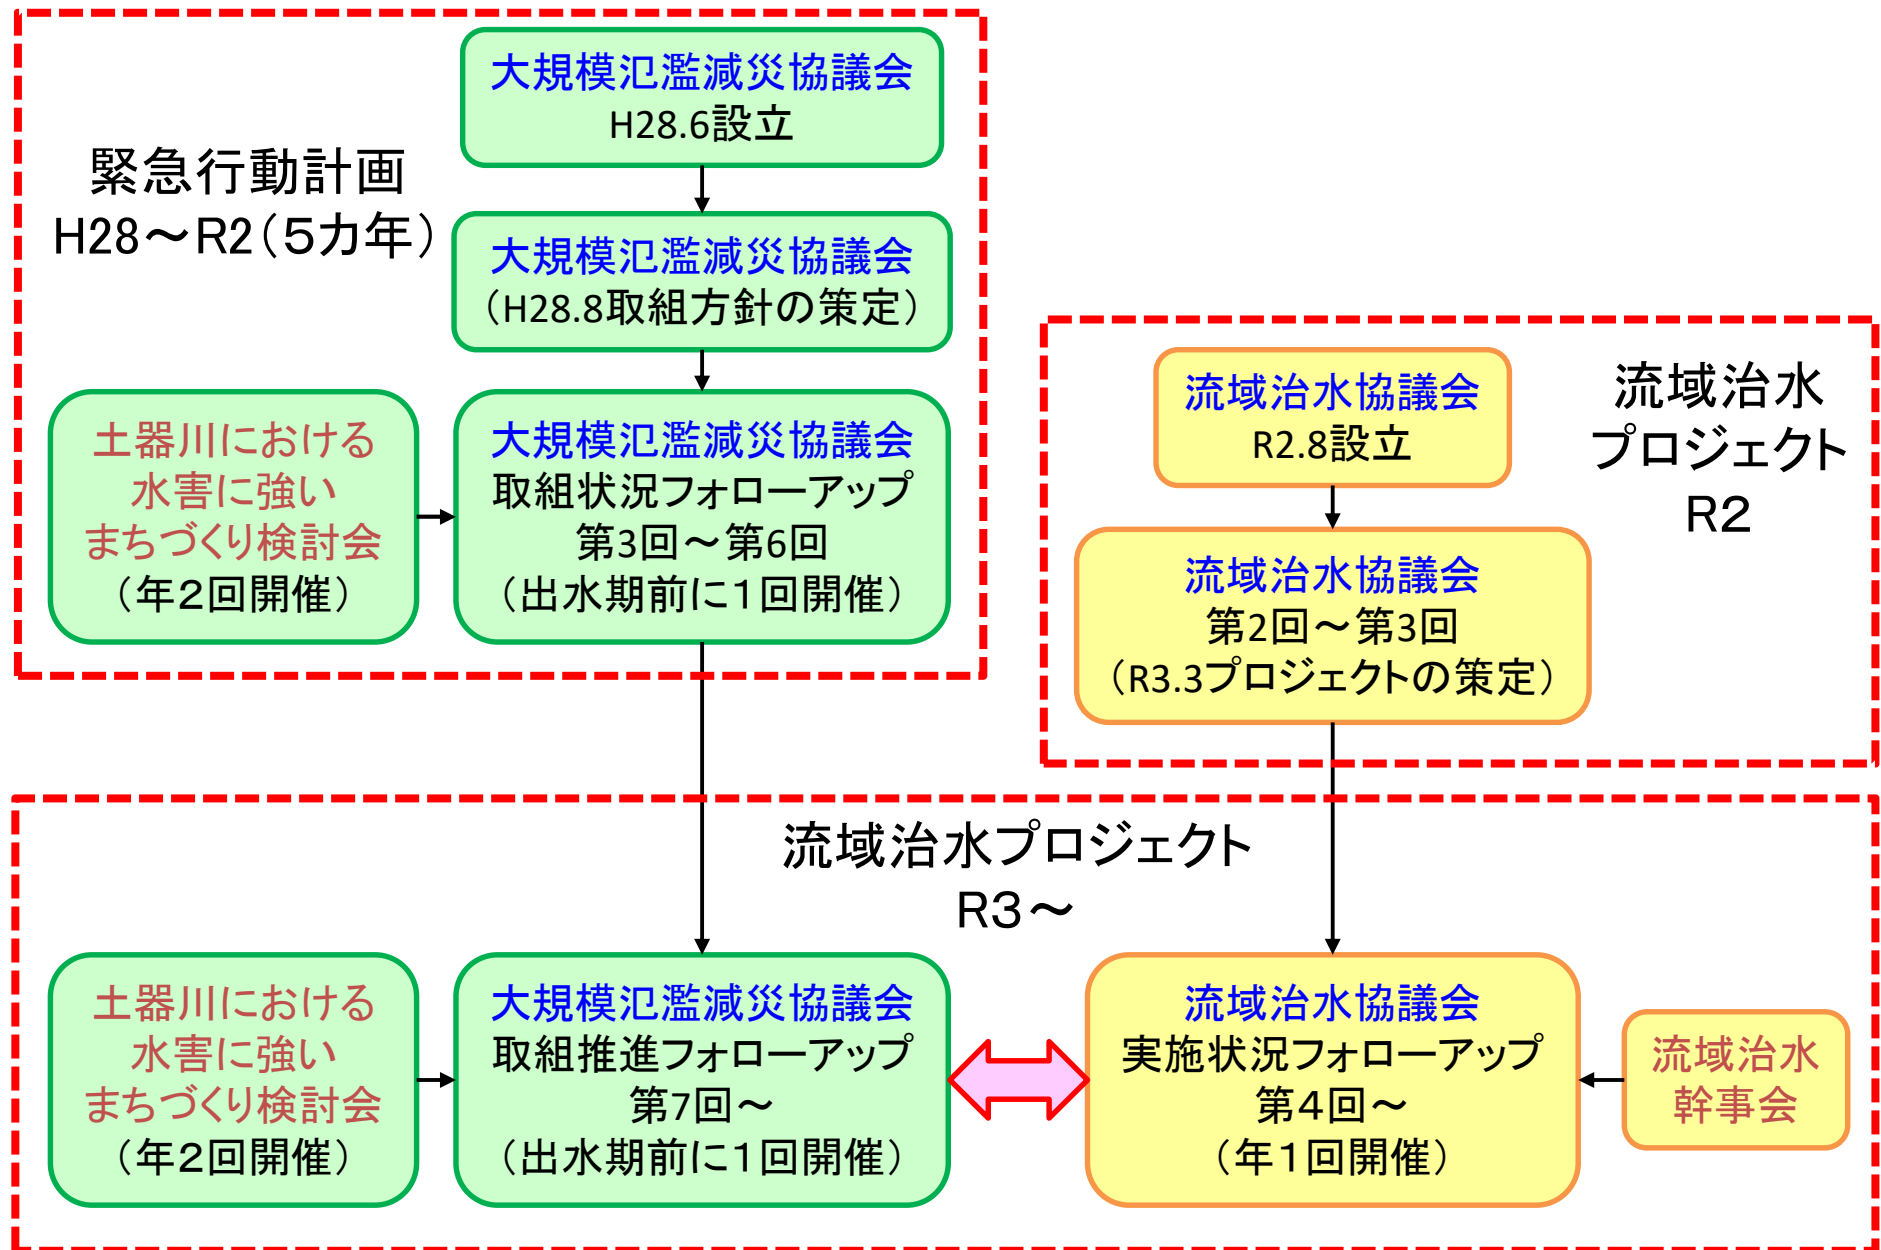 緊急行動計画
H28～R2（５カ年）
大規模氾濫減災協議会
H28.6設立
大規模氾濫減災協議会
（H28.8取組方針の策定）
土器川における
水害に強い
まちづくり検討会
（年２回開催）
大規模氾濫減災協議会
取組状況フォローアップ
第3回～第6回
（出水期前に１回開催）
流域治水
プロジェクト
R２
流域治水協議会
R2.8設立
流域治水協議会
第2回～第3回
（R3.3プロジェクトの策定）
流域治水プロジェクト
R３～
土器川における
水害に強い
まちづくり検討会
（年２回開催）
大規模氾濫減災協議会
取組推進フォローアップ
第7回～
（出水期前に１回開催）
流域治水協議会
実施状況フォローアップ
第４回～
（年１回開催）
流域治水
幹事会